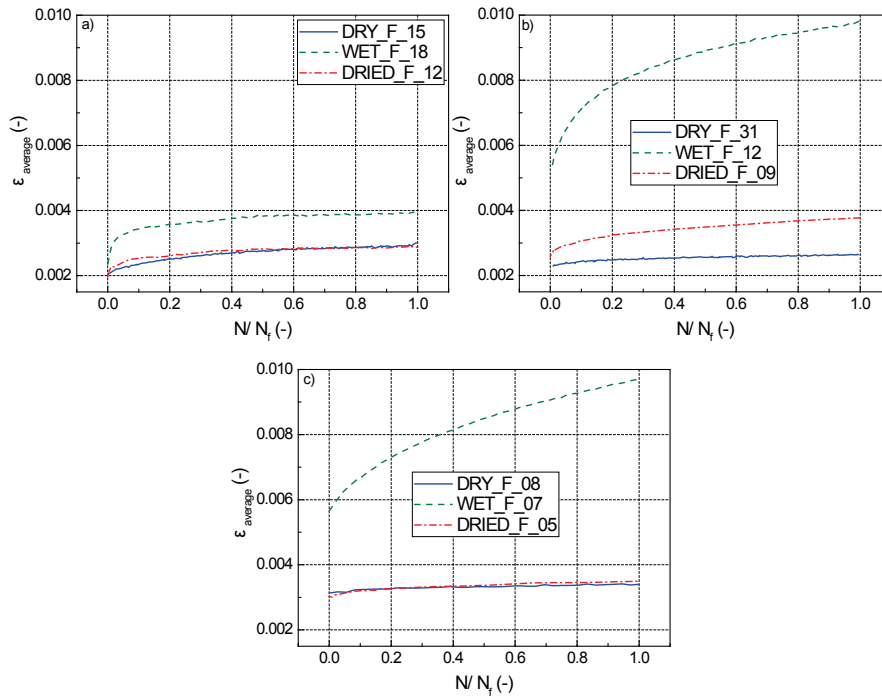 a)
DRY_F_15
WET_F_18
DRIED_F_12
0.010
0.008
0.006
0.004
0.002
ε average (-)
0.0 0.2 0.4 0.6 0.8 1.0
N/ Nf (-)
b)
DRY_F_31
WET_F_12
DRIED_F_09
0.010
0.008
0.006
0.004
0.002
ε average (-)
0.0 0.2 0.4 0.6 0.8 1.0
N/ Nf (-)
c)
DRY_F_08
WET_F_07
DRIED_F_05
0.010
0.008
0.006
0.004
0.002
ε average (-)
0.0 0.2 0.4 0.6 0.8 1.0
N/ Nf (-)